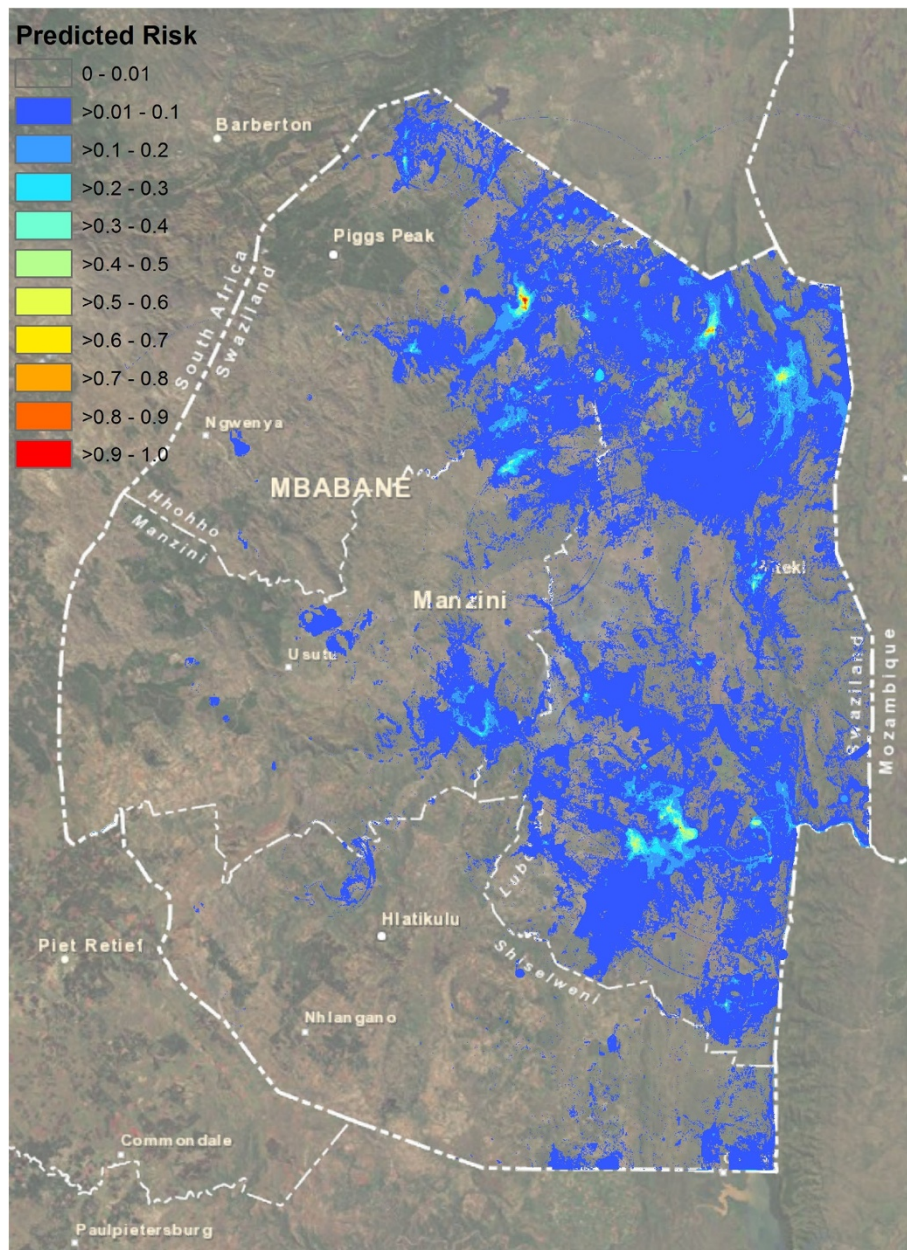 Predicted Risk
0 - 0.01
>0.01 - 0.1
>0.1 - 0.2
>0.2 - 0.3
>0.3 - 0.4
>0.4 - 0.5
>0.5 - 0.6
>0.6 - 0.7
>0.7 - 0.8
>0.8 - 0.9
>0.9 - 1.0
Barberton
Piggs Peak
South Africa
Swaziland
Ngwenya
MBABANE
Hhohho
Manzini
Manzini
Usutu
Swaziland
Mozambique
Hlatikulu
Piet Retief
Shiselweni
Nhlangano
Commondale
Paulpietersburg